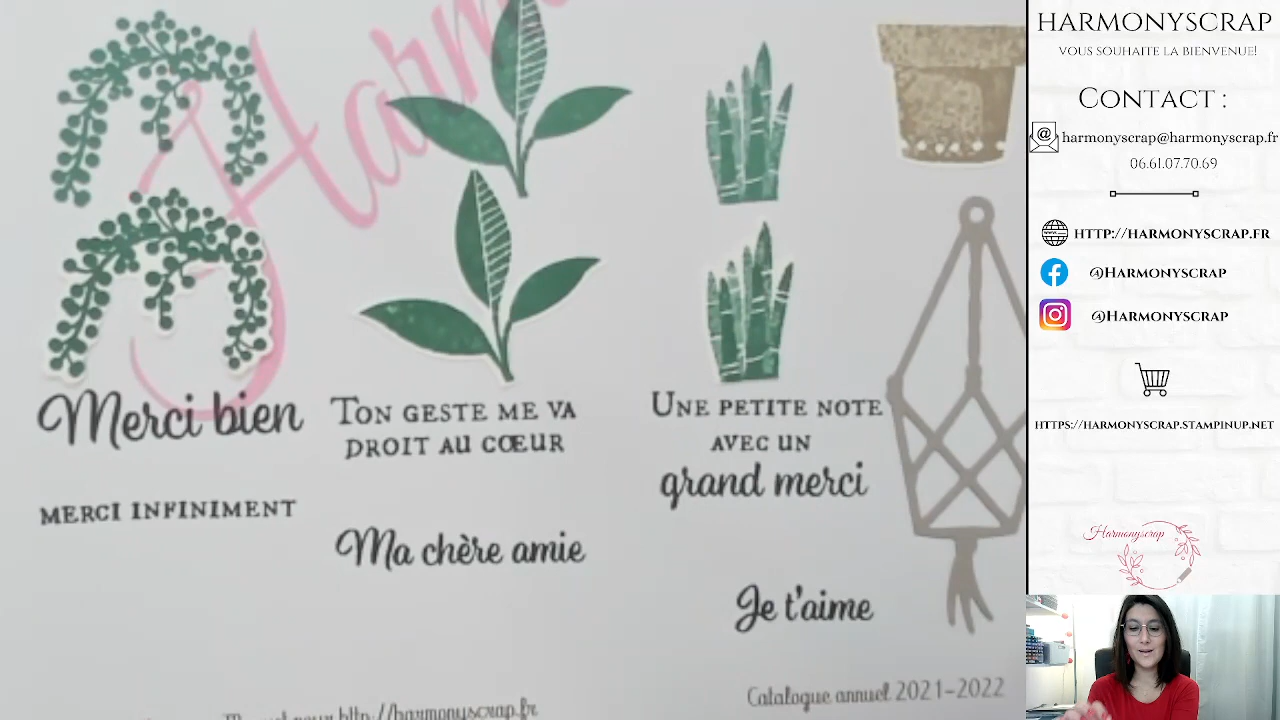 Harm
Merci bien
TON GESTE ME VA
DROIT AU CŒUR
UNE PETITE NOTE
AVEC UN
grand merci
MERCI INFINIMENT
Ma chère amie
Je t'aime
pour http://harmonyscrap.fr
Catalogue annuel 2021-2022
HARMONYSCRAP
VOUS SOUHAITE LA BIENVENUE!
CONTACT :
harmonyscrap@harmonyscrap.fr
06.61.07.70.69
HTTP://HARMONYSCRAP.FR
@HARMONYSCRAP
@HARMONYSCRAP
HTTPS://HARMONYSCRAP.STAMPINUP.NET
Harmonyscrap